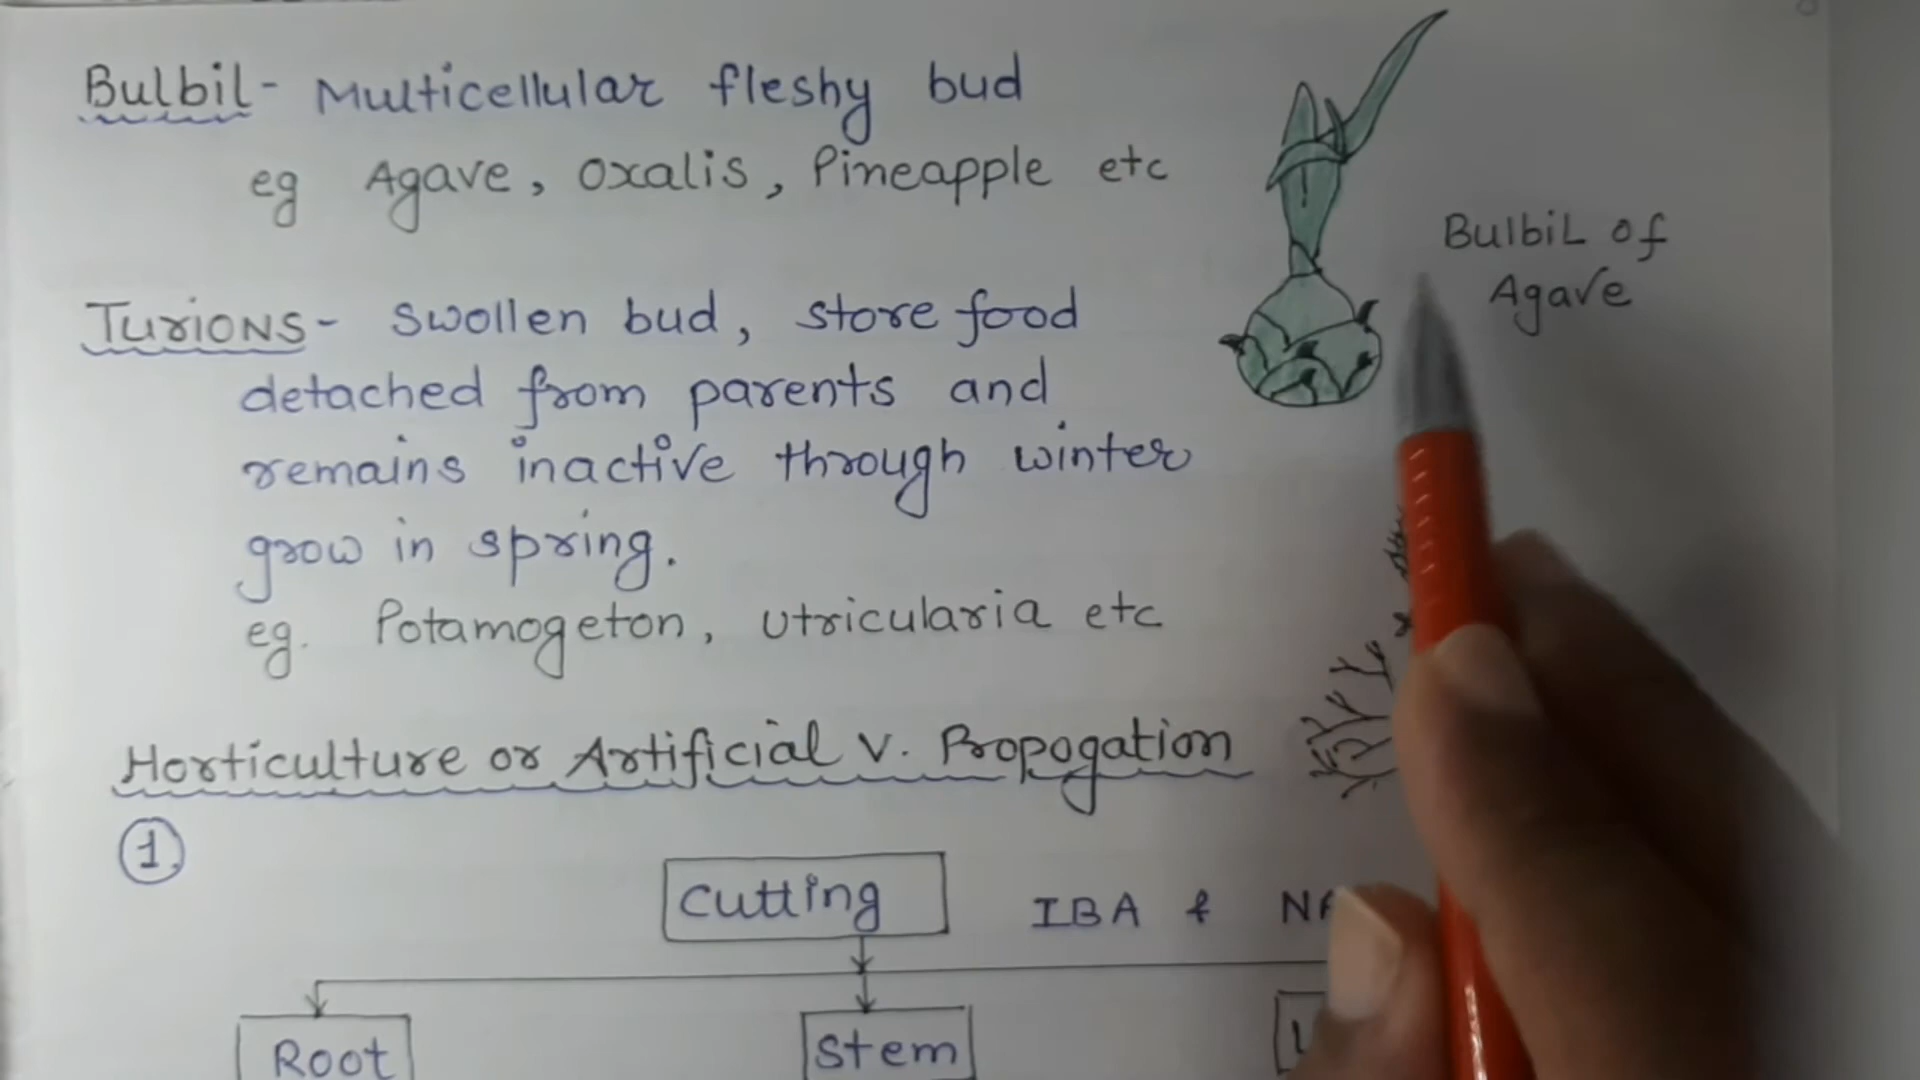 Bulbil- Multicellular fleshy bud
eg Agave, Oxalis, Pineapple etc
Bulbil of
Agave
Turions- Swollen bud, store food
detached from parents and
remains inactive through winter
grow in spring.
eg. Potamogeton, Utricularia etc
Horticulture or Artificial V. Propogation
1.
Cutting IBA &
Root Stem